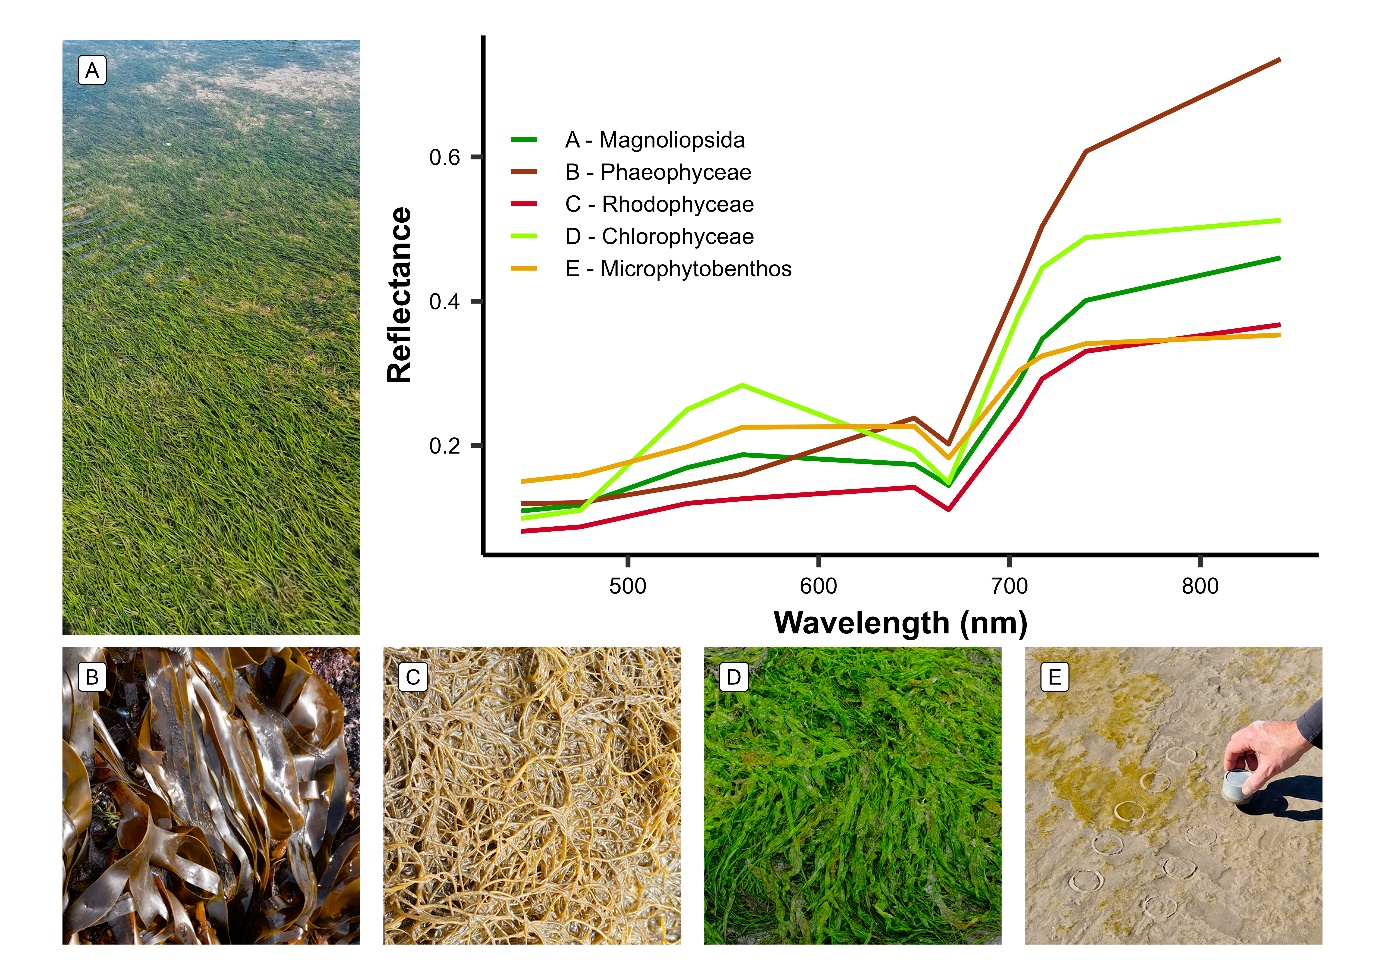 A
A - Magnoliopsida
B - Phaeophyceae
C - Rhodophyceae
D - Chlorophyceae
E - Microphytobenthos
Reflectance
0.6
0.4
0.2
500 600 700 800
Wavelength (nm)
B
C
D
E